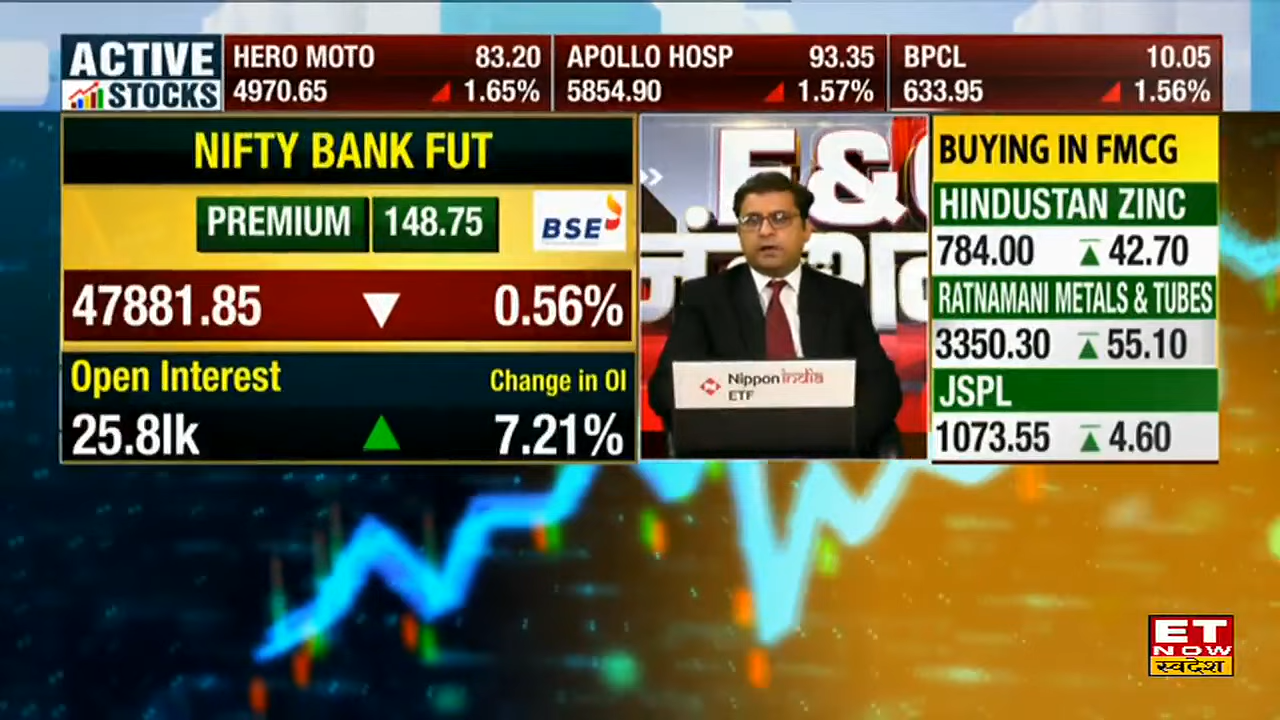 ACTIVE
STOCKS
HERO MOTO 83.20
4970.65 1.65%
APOLLO HOSP 93.35
5854.90 1.57%
BPCL 10.05
633.95 1.56%
NIFTY BANK FUT
PREMIUM 148.75
BSE
47881.85 0.56%
Open Interest Change in OI
25.8lk 7.21%
E&
Nippon india
ETF
BUYING IN FMCG
HINDUSTAN ZINC
784.00 42.70
RATNAMANI METALS & TUBES
3350.30 55.10
JSPL
1073.55 4.60
ET
NOW
स्वदेश